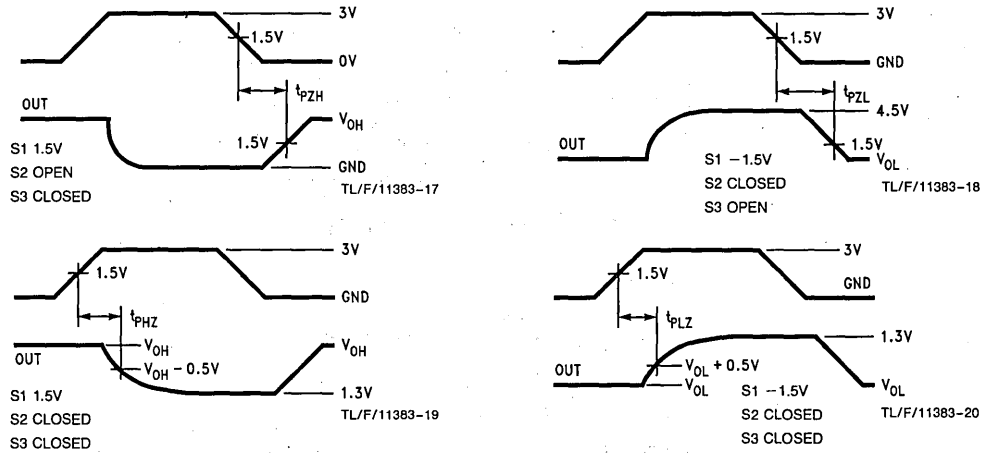 3V
1.5V
0V
tPZH
OUT
VOH
1.5V
GND
S1 1.5V
S2 OPEN
S3 CLOSED
TL/F/11383-17
3V
1.5V
GND
tPZL
4.5V
OUT
1.5V
VOL
S1 -1.5V
S2 CLOSED
S3 OPEN
TL/F/11383-18
3V
1.5V
GND
tPHZ
OUT
VOH
VOH - 0.5V
VOH
1.3V
S1 1.5V
S2 CLOSED
S3 CLOSED
TL/F/11383-19
3V
1.5V
GND
tPLZ
1.3V
OUT
VOL + 0.5V
VOL
VOL
S1 -1.5V
S2 CLOSED
S3 CLOSED
TL/F/11383-20